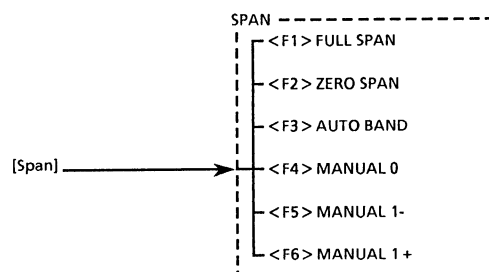 SPAN
<F1> FULL SPAN
<F2> ZERO SPAN
<F3> AUTO BAND
[Span]
<F4> MANUAL 0
<F5> MANUAL 1-
<F6> MANUAL 1+